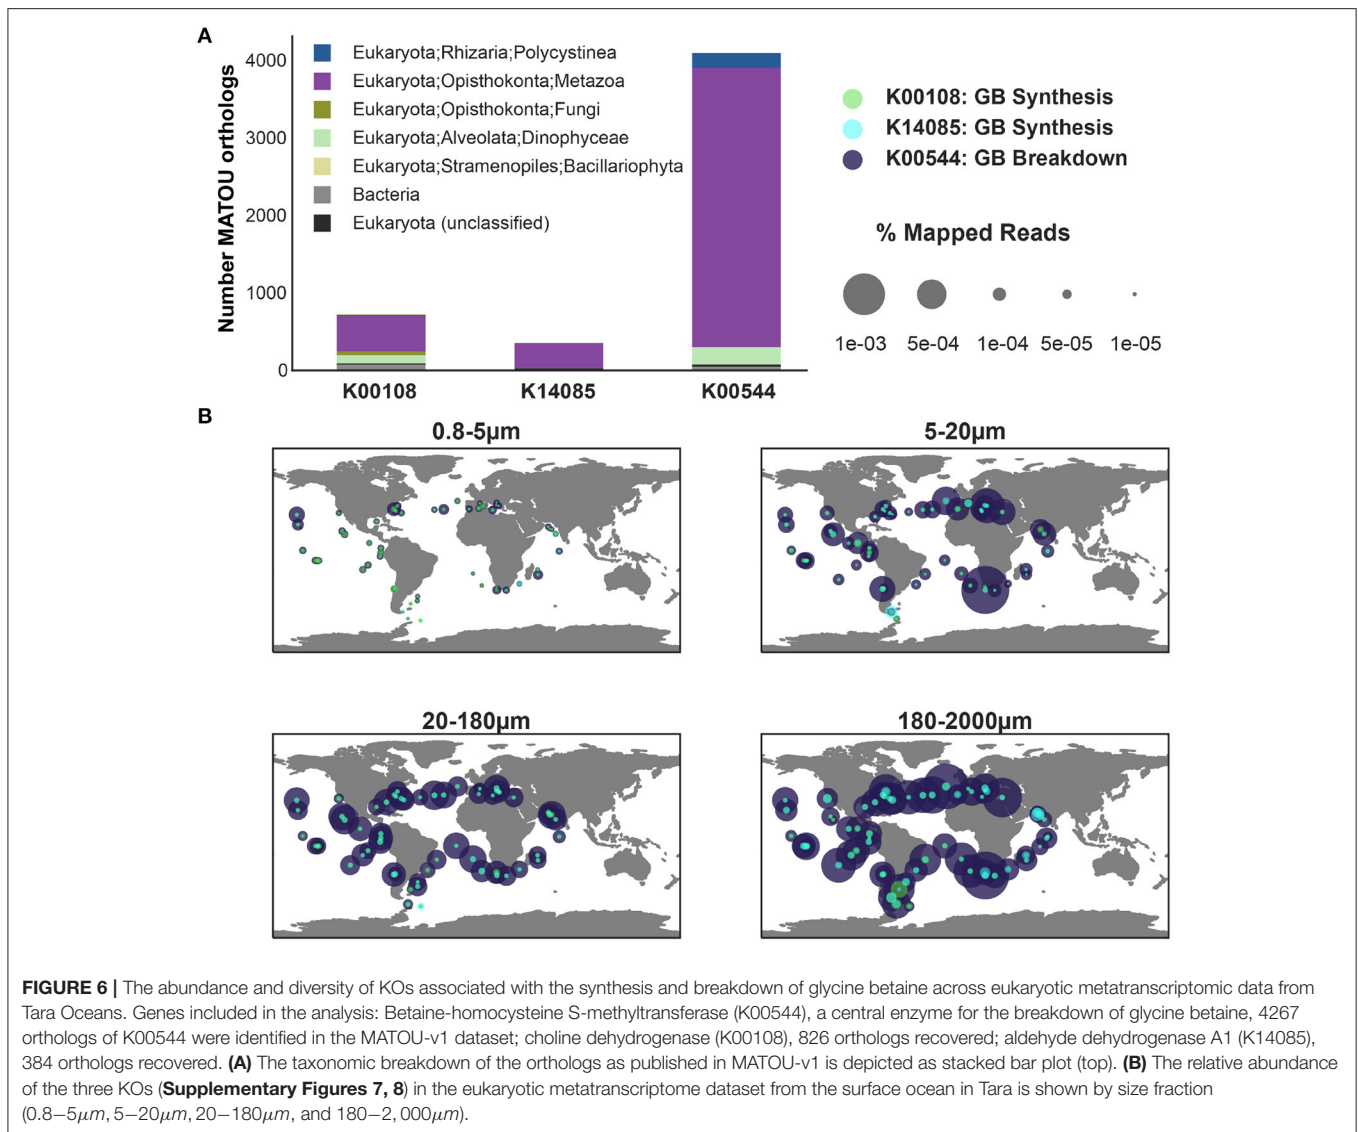 A
Number MATOU orthologs
4000
3000
2000
1000
0
Eukaryota;Rhizaria;Polycystinea
Eukaryota;Opisthokonta;Metazoa
Eukaryota;Opisthokonta;Fungi
Eukaryota;Alveolata;Dinophyceae
Eukaryota;Stramenopiles;Bacillariophyta
Bacteria
Eukaryota (unclassified)
K00108
K14085
K00544
K00108: GB Synthesis
K14085: GB Synthesis
K00544: GB Breakdown
% Mapped Reads
1e-03 5e-04 1e-04 5e-05 1e-05
B
0.8-5µm
5-20µm
20-180µm
180-2000µm
FIGURE 6 | The abundance and diversity of KOs associated with the synthesis and breakdown of glycine betaine across eukaryotic metatranscriptomic data from
Tara Oceans. Genes included in the analysis: Betaine-homocysteine S-methyltransferase (K00544), a central enzyme for the breakdown of glycine betaine, 4267
orthologs of K00544 were identified in the MATOU-v1 dataset; choline dehydrogenase (K00108), 826 orthologs recovered; aldehyde dehydrogenase A1 (K14085),
384 orthologs recovered. (A) The taxonomic breakdown of the orthologs as published in MATOU-v1 is depicted as stacked bar plot (top). (B) The relative abundance
of the three KOs (Supplementary Figures 7, 8) in the eukaryotic metatranscriptome dataset from the surface ocean in Tara is shown by size fraction
(0.8−5µm, 5−20µm, 20−180µm, and 180−2, 000µm).